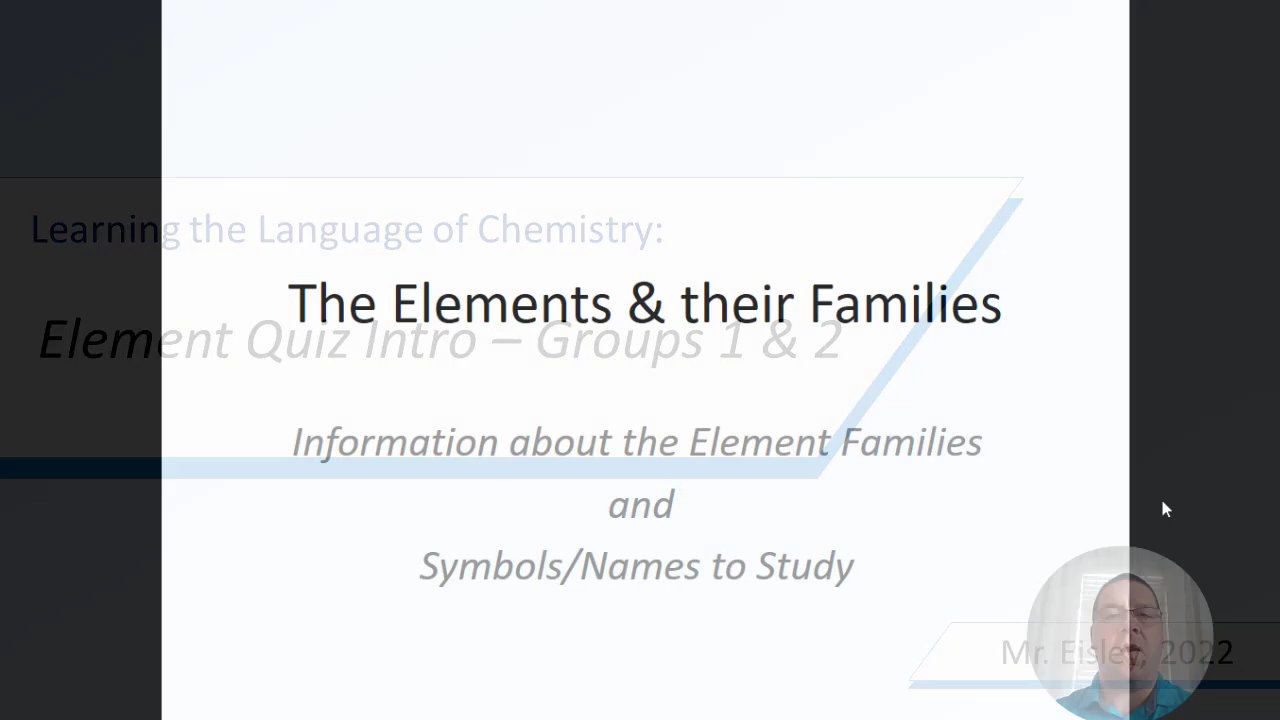 Learning the Language of Chemistry:
The Elements & their Families
Element Quiz Intro – Groups 1 & 2
Information about the Element Families
and
Symbols/Names to Study
Mr. Eisley, 2022